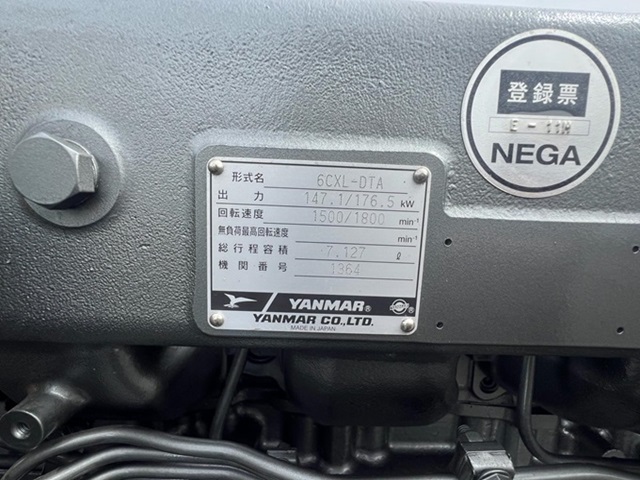 登録票
E-11M
NEGA
形式名 6CXL-DTA
出力 147.1/176.5 kW
回転速度 1500/1800 min⁻¹
無負荷最高回転速度 min⁻¹
総行程容積 7.127 ℓ
機関番号 1364
YANMAR®
YANMAR CO.,LTD.
MADE IN JAPAN